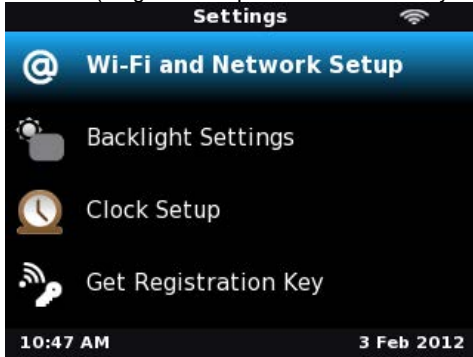 Settings
@ Wi-Fi and Network Setup
Backlight Settings
Clock Setup
Get Registration Key
10:47 AM 3 Feb 2012